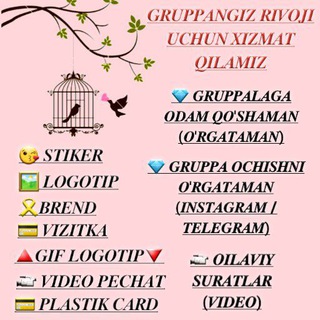 GRUPPANGIZ RIVOJI
UCHUN XIZMAT
QILAMIZ
💎 GRUPPALAGA
ODAM QO'SHAMAN
(O'RGATAMAN)
💎 GRUPPA OCHISHNI
O'RGATAMAN
(INSTAGRAM /
TELEGRAM)
📹 OILAVIY
SURATLAR
(VIDEO)
😘 STIKER
🖼 LOGOTIP
🎗BREND
💳 VIZITKA
🔺GIF LOGOTIP🔻
📹 VIDEO PECHAT
💳 PLASTIK CARD